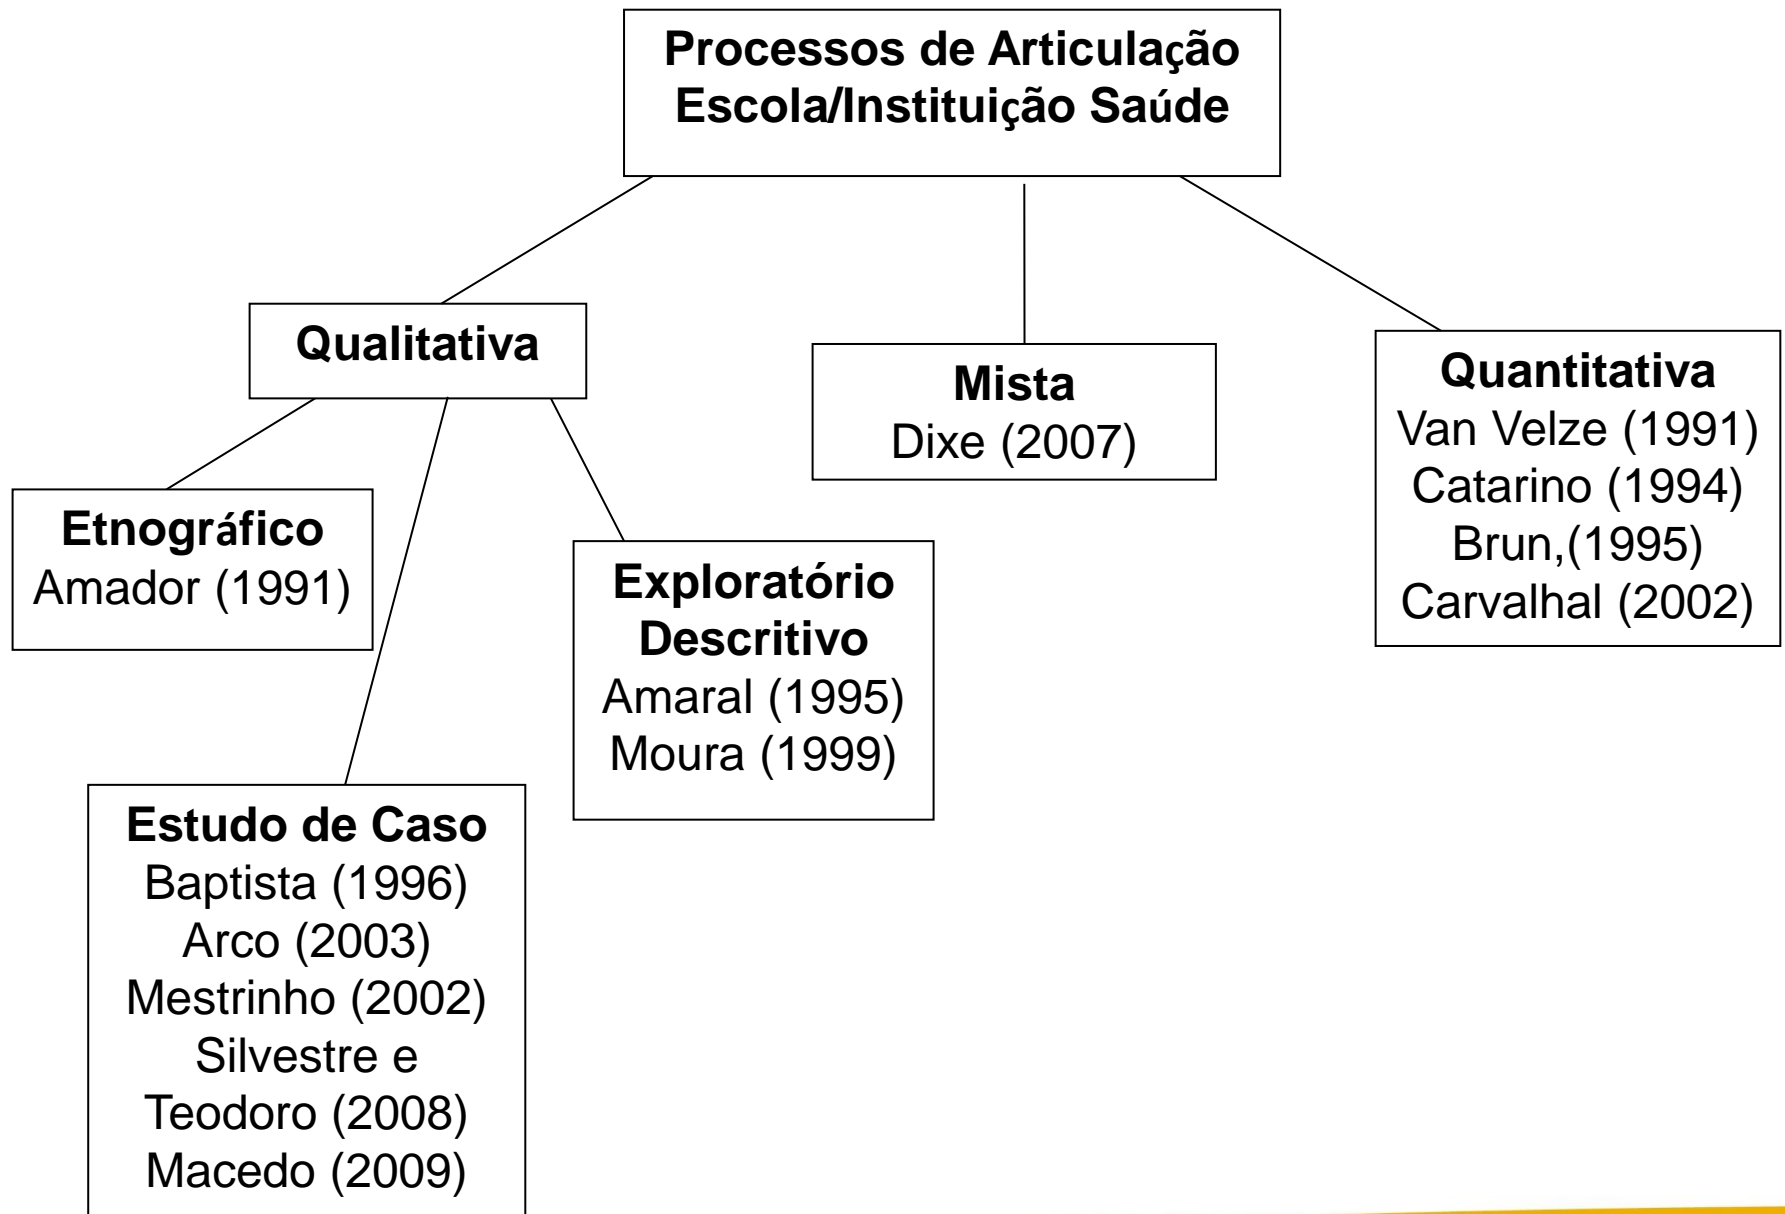 Processos de Articulação
Escola/Instituição Saúde
Qualitativa
Mista
Dixe (2007)
Quantitativa
Van Velze (1991)
Catarino (1994)
Brun,(1995)
Carvalhal (2002)
Etnográfico
Amador (1991)
Exploratório
Descritivo
Amaral (1995)
Moura (1999)
Estudo de Caso
Baptista (1996)
Arco (2003)
Mestrinho (2002)
Silvestre e
Teodoro (2008)
Macedo (2009)